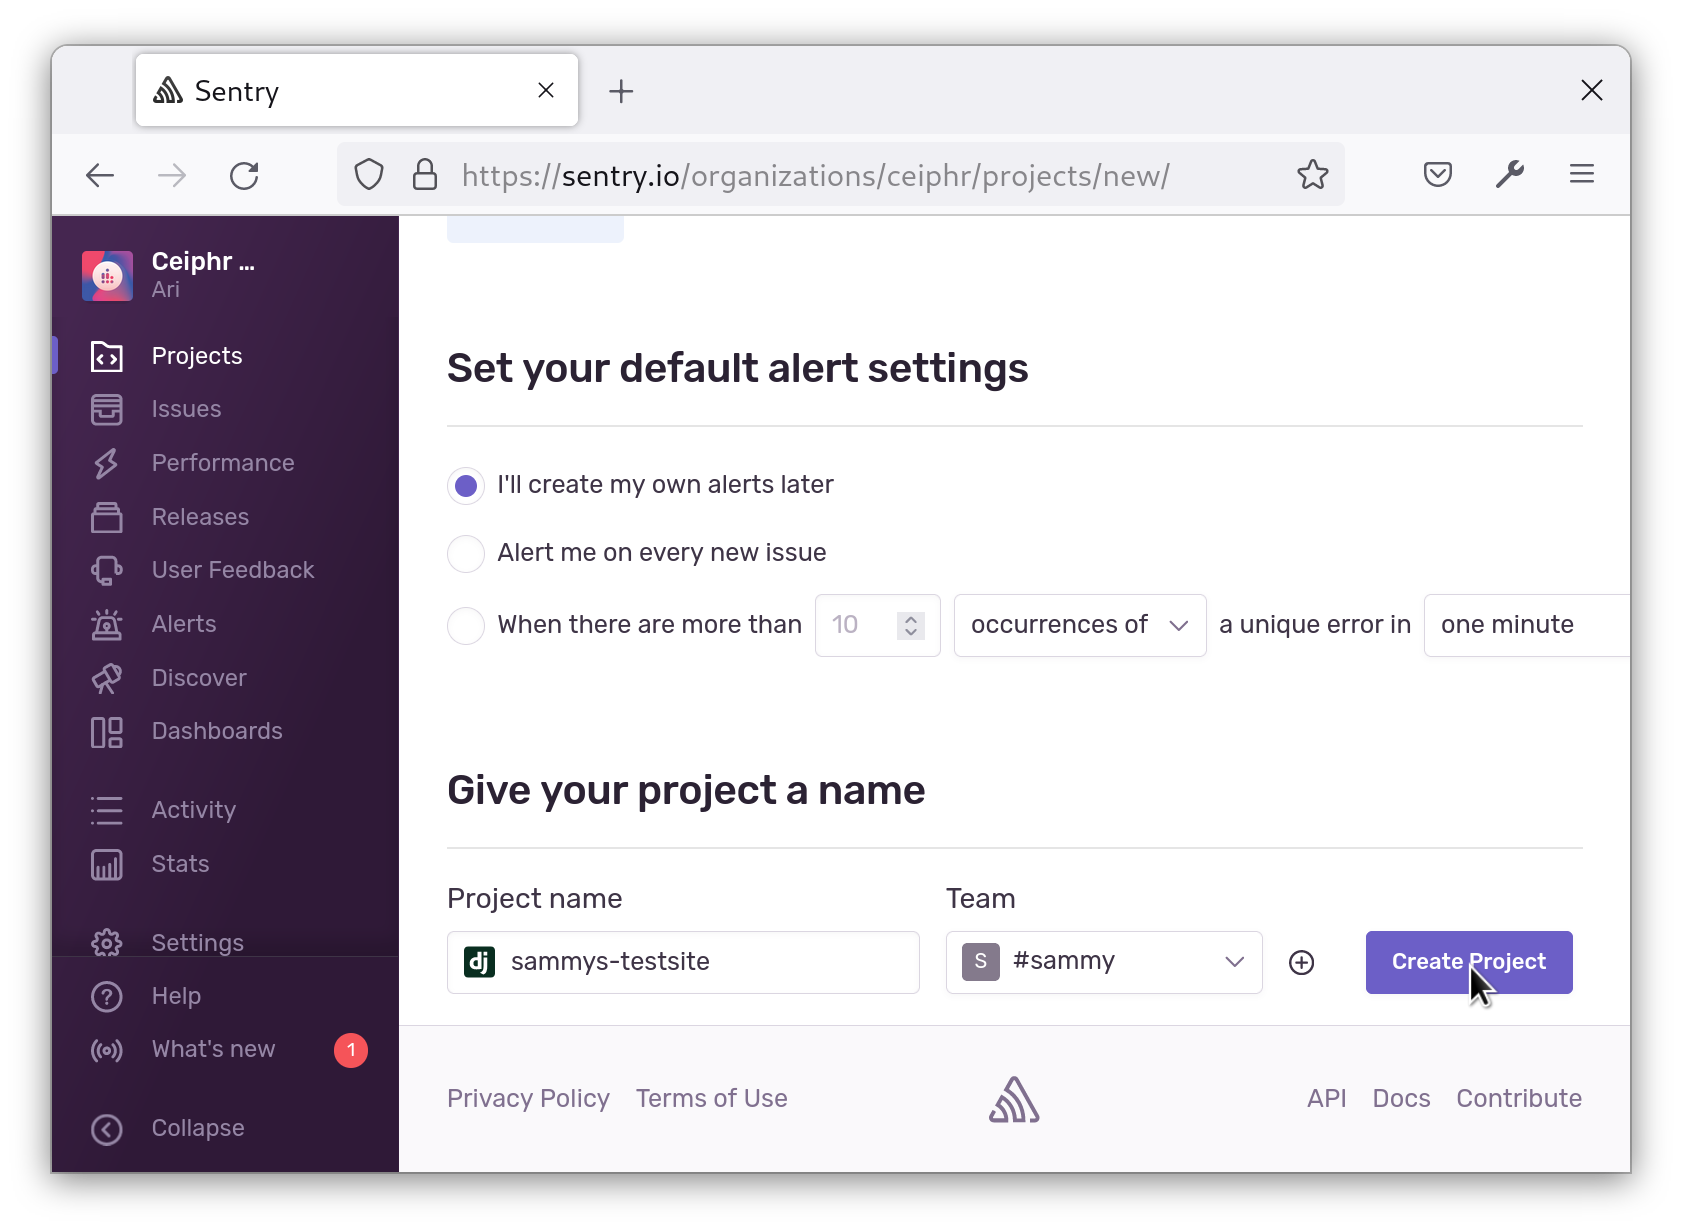 Sentry
https://sentry.io/organizations/ceiphr/projects/new/
Ceiphr ...
Ari
Projects
Issues
Performance
Releases
User Feedback
Alerts
Discover
Dashboards
Activity
Stats
Settings
Help
What's new 1
Collapse
Set your default alert settings
I'll create my own alerts later
Alert me on every new issue
When there are more than 10 occurrences of a unique error in one minute
Give your project a name
Project name Team
dj sammys-testsite S #sammy Create Project
Privacy Policy Terms of Use API Docs Contribute